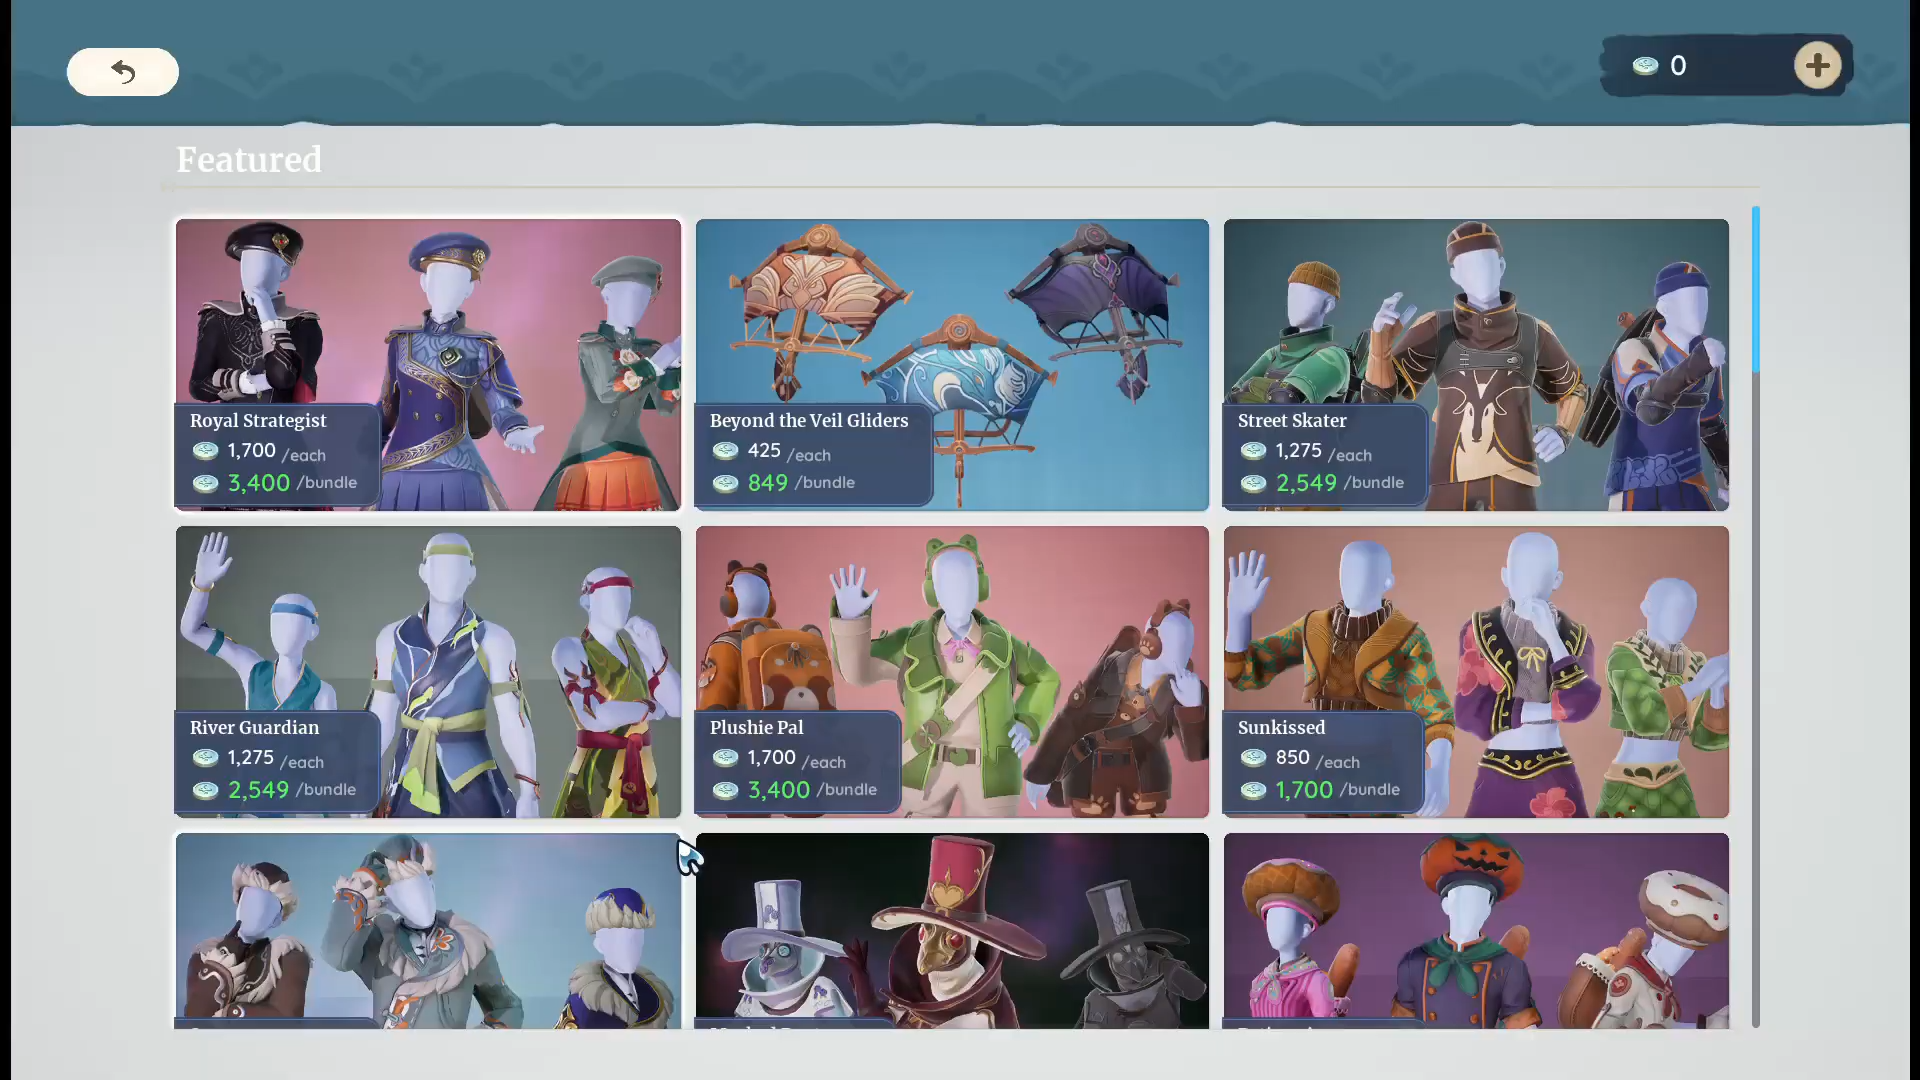 0
Featured
Royal Strategist
1,700 /each
3,400 /bundle
Beyond the Veil Gliders
425 /each
849 /bundle
Street Skater
1,275 /each
2,549 /bundle
River Guardian
1,275 /each
2,549 /bundle
Plushie Pal
1,700 /each
3,400 /bundle
Sunkissed
850 /each
1,700 /bundle